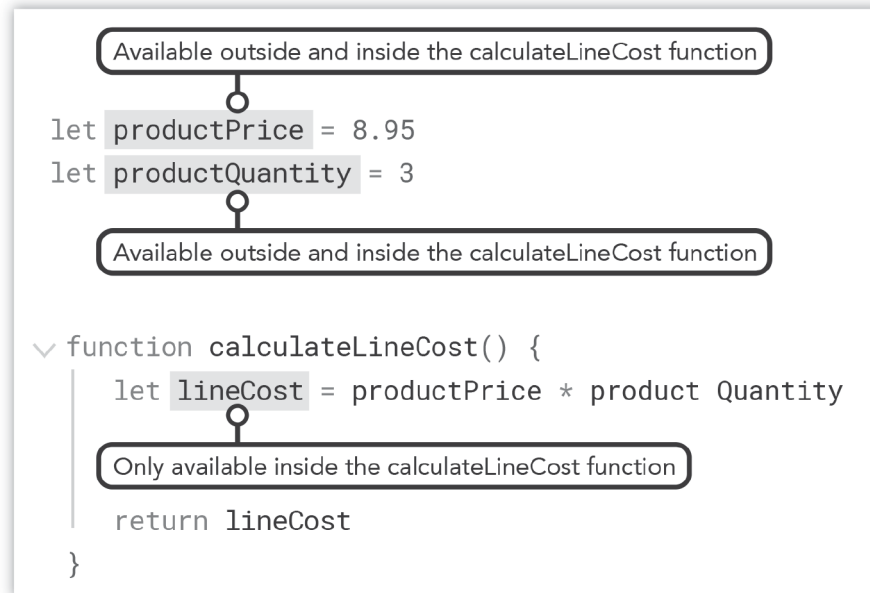 Available outside and inside the calculateLineCost function
let productPrice = 8.95
let productQuantity = 3
Available outside and inside the calculateLineCost function
function calculateLineCost() {
let lineCost = productPrice * product Quantity
Only available inside the calculateLineCost function
return lineCost
}